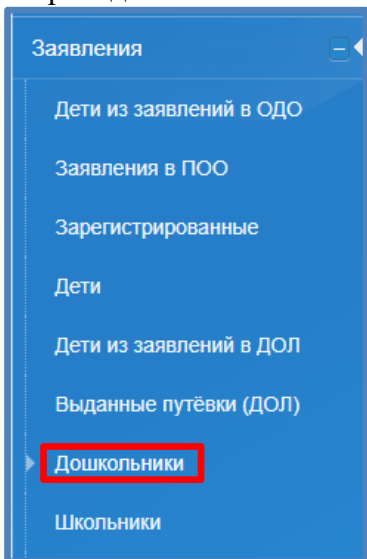 Заявления
Дети из заявлений в ОДО
Заявления в ПОО
Зарегистрированные
Дети
Дети из заявлений в ДОЛ
Выданные путёвки (ДОЛ)
Дошкольники
Школьники